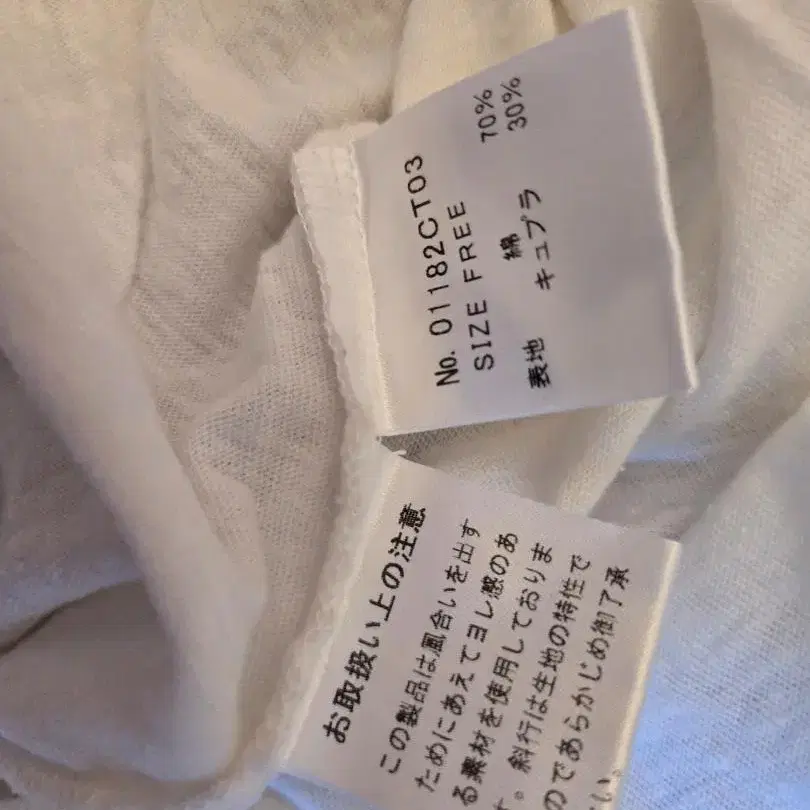 No. 01182CT03
SIZE FREE
表地 綿 70%
キュプラ 30%
お取扱い上の注意
この製品は風合いを出す
ためにあえてヨレ感のあ
る素材を使用しておりま
す。斜行は生地の特性で
のであらかじめ御了承
い。